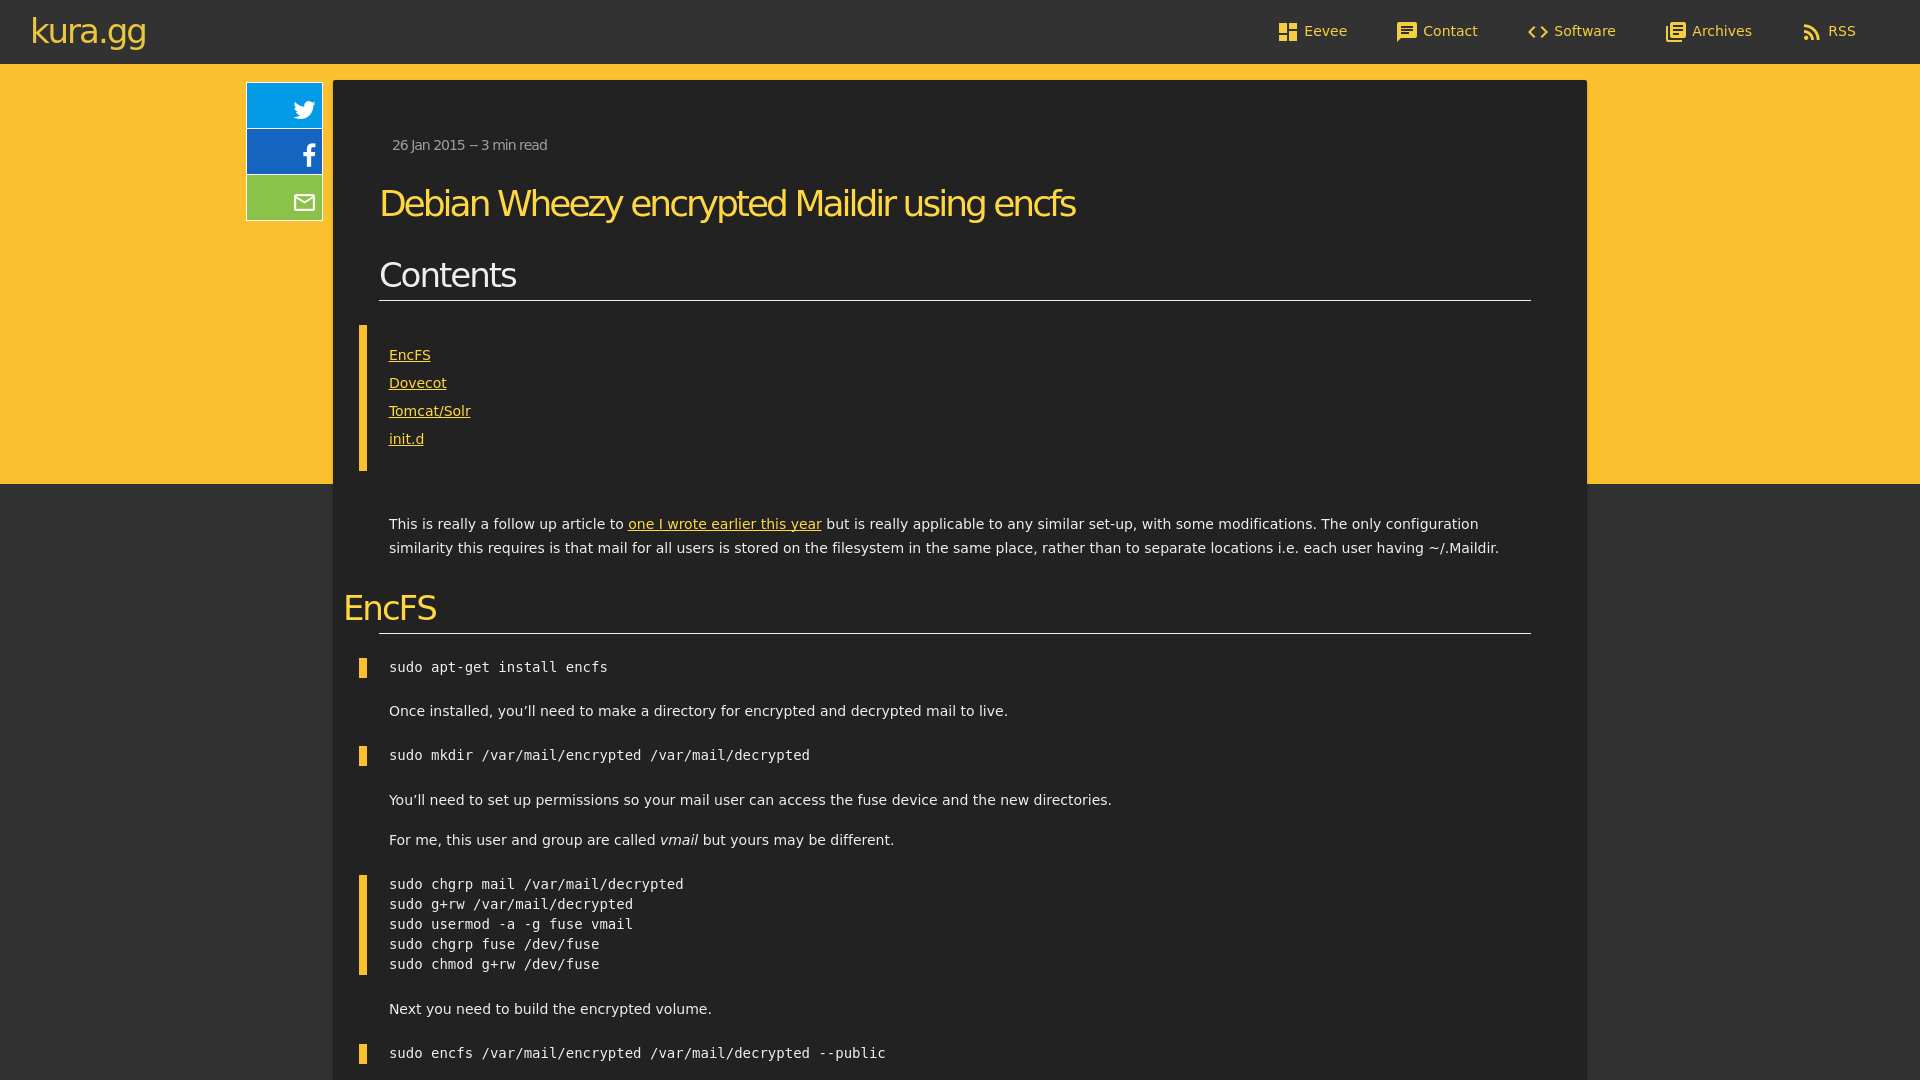 kura.gg
Eevee
Contact
Software
Archives
RSS
26 Jan 2015 – 3 min read
Debian Wheezy encrypted Maildir using encfs
Contents
EncFS
Dovecot
Tomcat/Solr
init.d
This is really a follow up article to one I wrote earlier this year but is really applicable to any similar set-up, with some modifications. The only configuration
similarity this requires is that mail for all users is stored on the filesystem in the same place, rather than to separate locations i.e. each user having ~/.Maildir.
EncFS
sudo apt-get install encfs
Once installed, you’ll need to make a directory for encrypted and decrypted mail to live.
sudo mkdir /var/mail/encrypted /var/mail/decrypted
You’ll need to set up permissions so your mail user can access the fuse device and the new directories.
For me, this user and group are called vmail but yours may be different.
sudo chgrp mail /var/mail/decrypted
sudo g+rw /var/mail/decrypted
sudo usermod -a -g fuse vmail
sudo chgrp fuse /dev/fuse
sudo chmod g+rw /dev/fuse
Next you need to build the encrypted volume.
sudo encfs /var/mail/encrypted /var/mail/decrypted --public